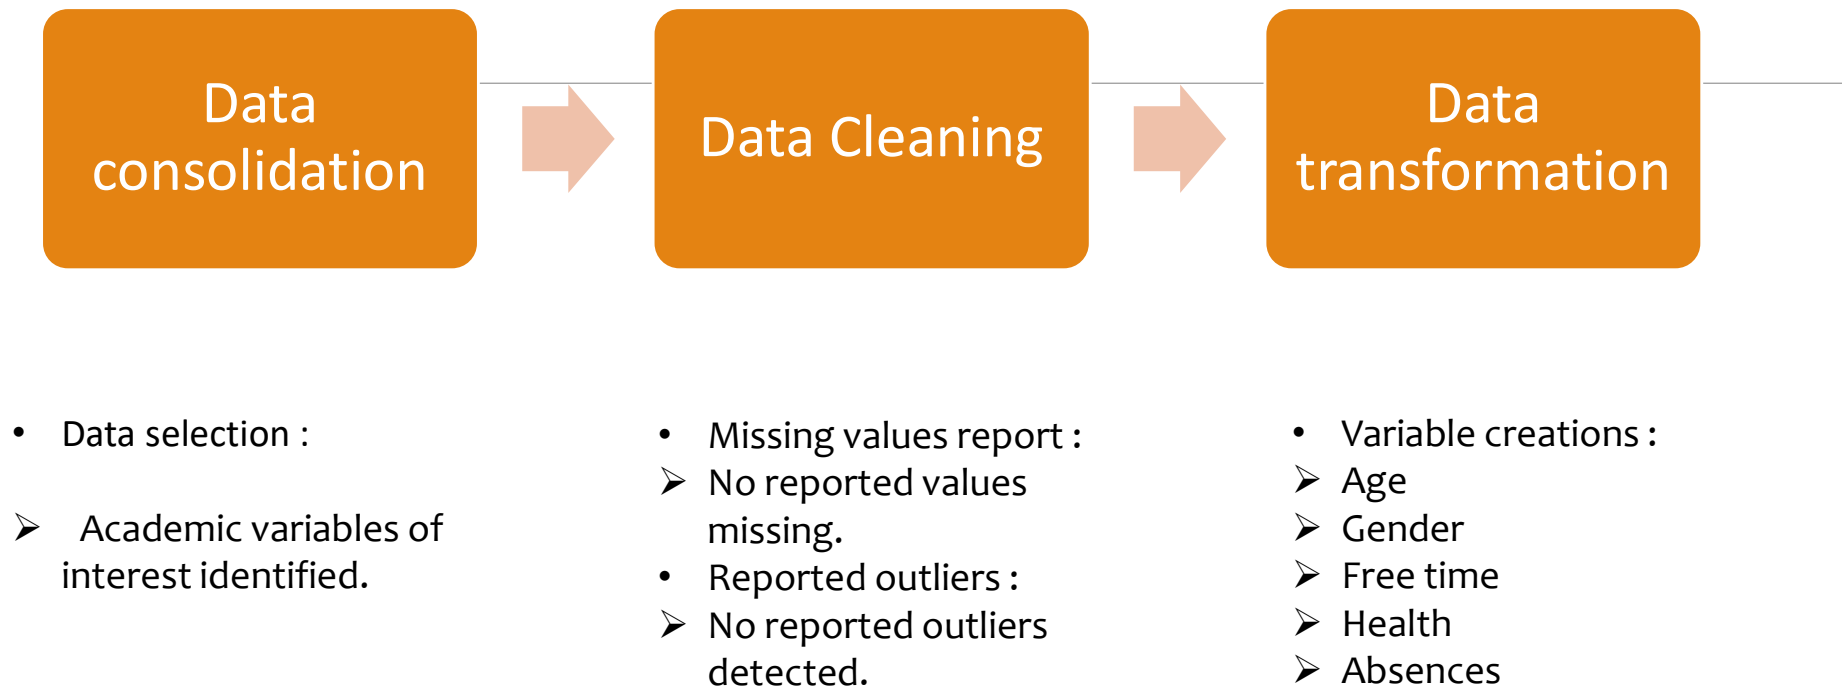 Data
consolidation
Data Cleaning
Data
transformation
• Data selection :
➢ Academic variables of
interest identified.
• Missing values report :
➢ No reported values
missing.
• Reported outliers :
➢ No reported outliers
detected.
• Variable creations :
➢ Age
➢ Gender
➢ Free time
➢ Health
➢ Absences